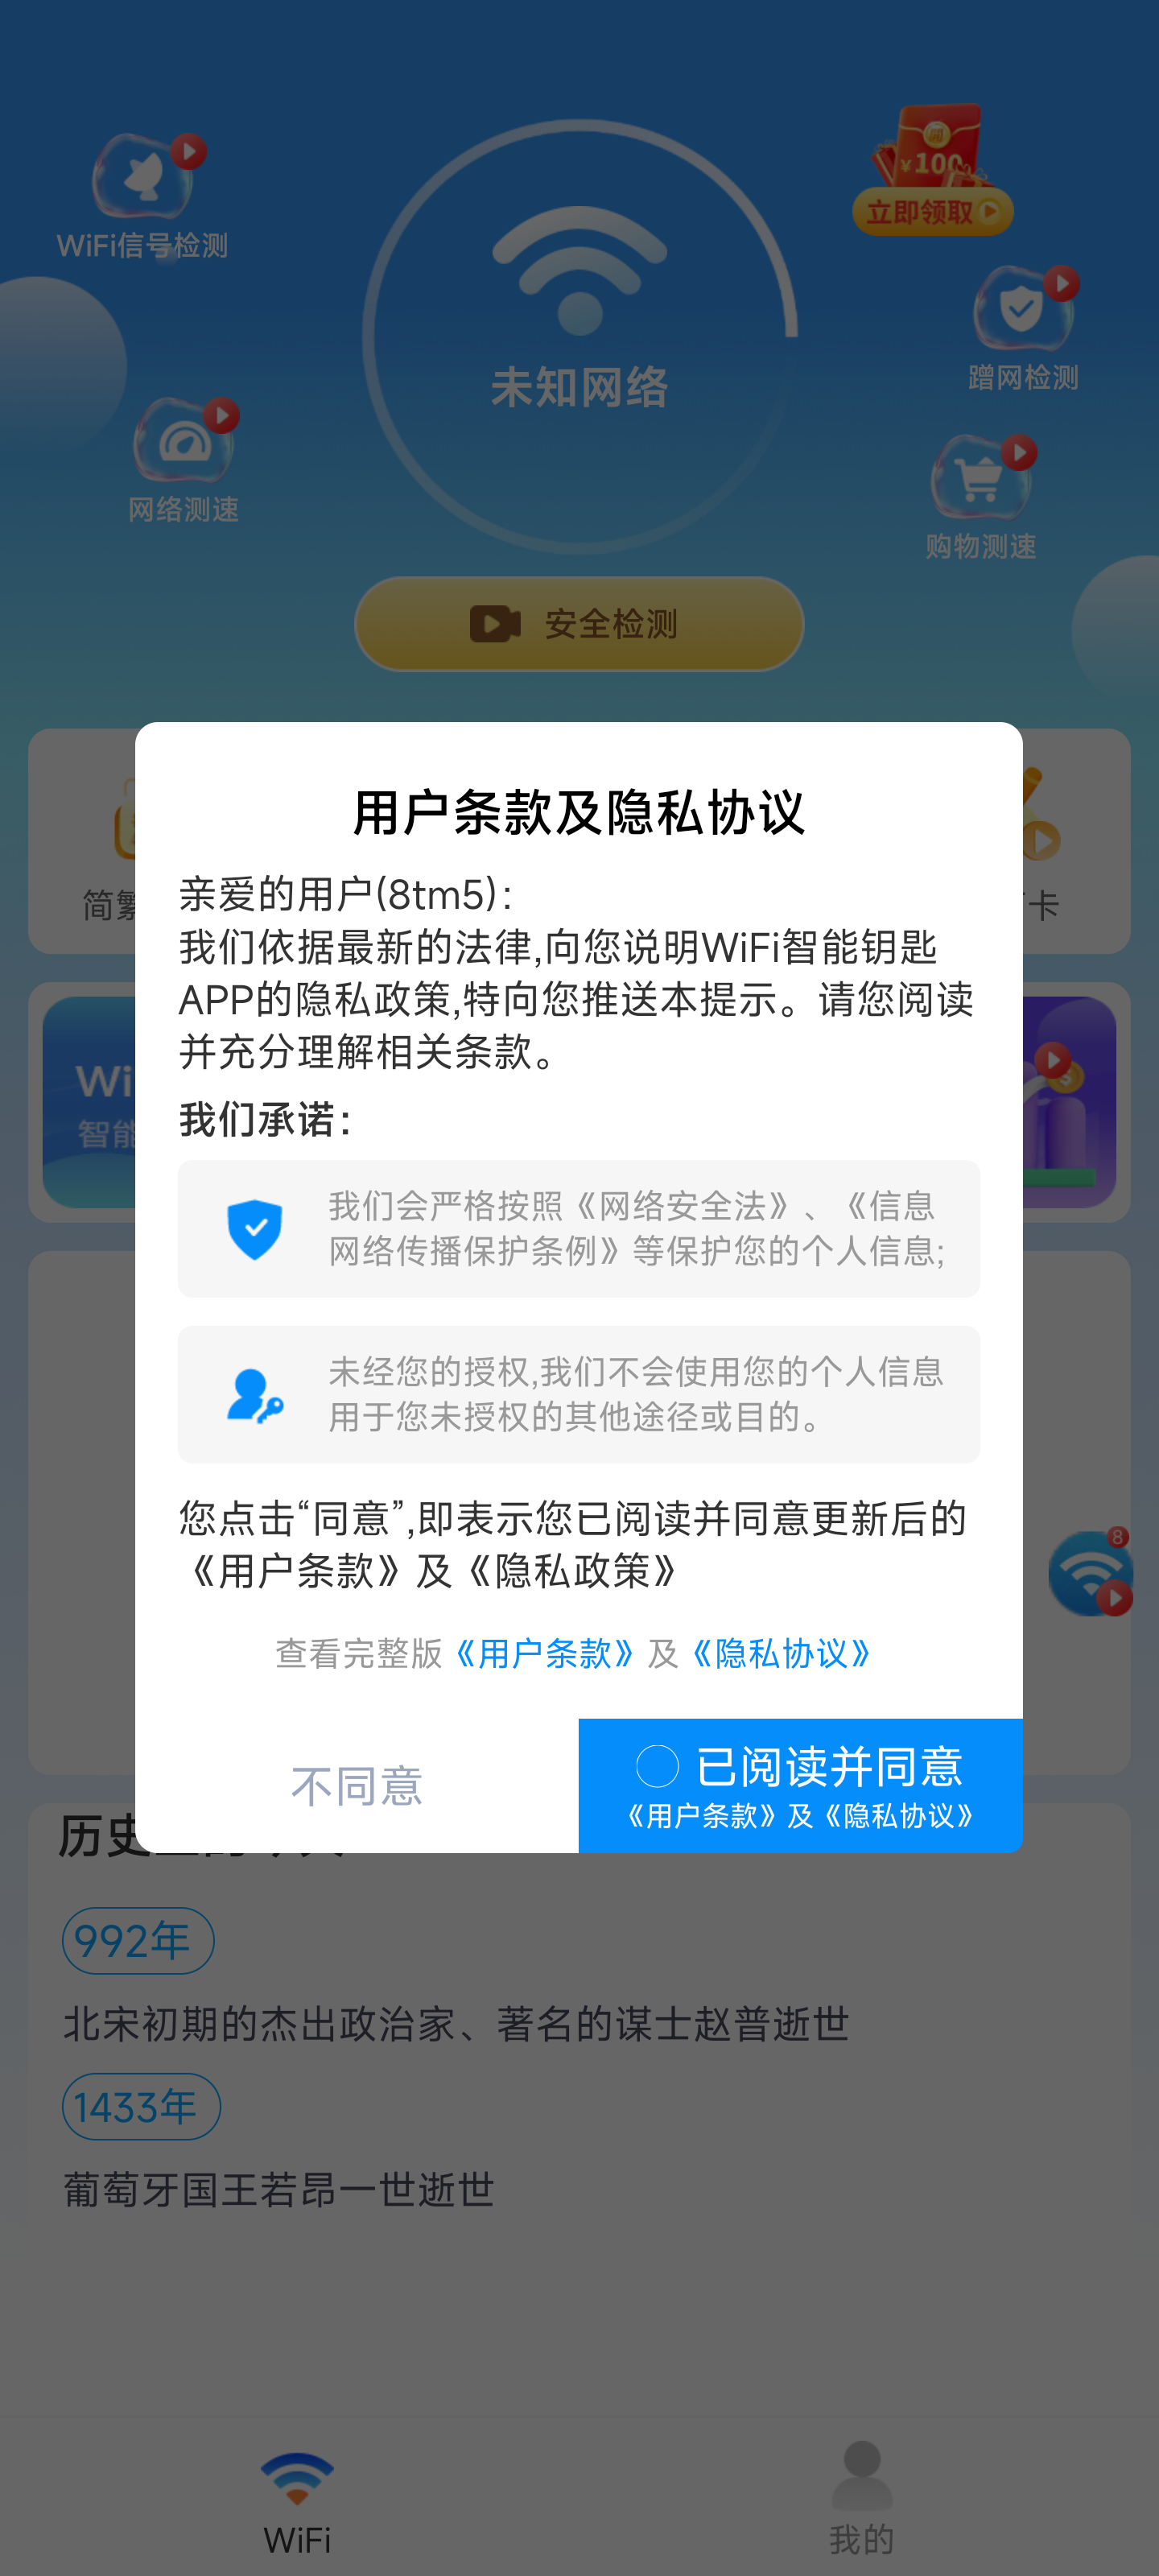 ¥100
立即领取
WiFi信号检测
未知网络
蹭网检测
网络测速
购物测速
安全检测
用户条款及隐私协议
亲爱的用户(8tm5):
我们依据最新的法律,向您说明WiFi智能钥匙
APP的隐私政策,特向您推送本提示。请您阅读
并充分理解相关条款。
简繁
卡
Wi
智能
我们承诺:
我们会严格按照《网络安全法》、《信息
网络传播保护条例》等保护您的个人信息;
未经您的授权,我们不会使用您的个人信息
用于您未授权的其他途径或目的。
您点击“同意”,即表示您已阅读并同意更新后的
《用户条款》及《隐私政策》
8
查看完整版《用户条款》及《隐私协议》
不同意
已阅读并同意
《用户条款》及《隐私协议》
历史
992年
北宋初期的杰出政治家、著名的谋士赵普逝世
1433年
葡萄牙国王若昂一世逝世
WiFi
我的